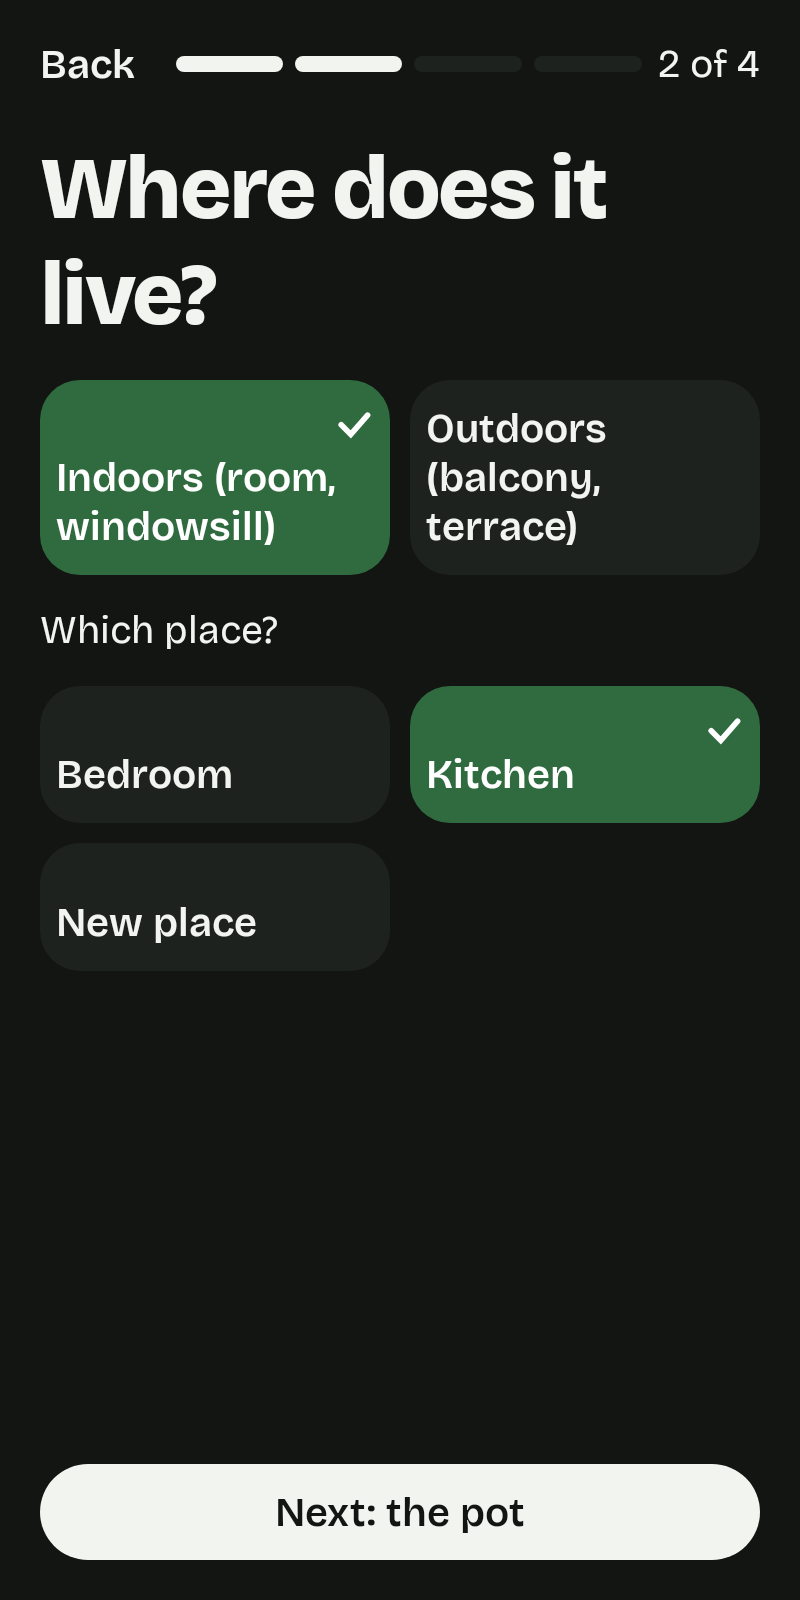 Back
2 of 4
Where does it
live?
Indoors (room,
windowsill)
Outdoors
(balcony,
terrace)
Which place?
Bedroom
Kitchen
New place
Next: the pot